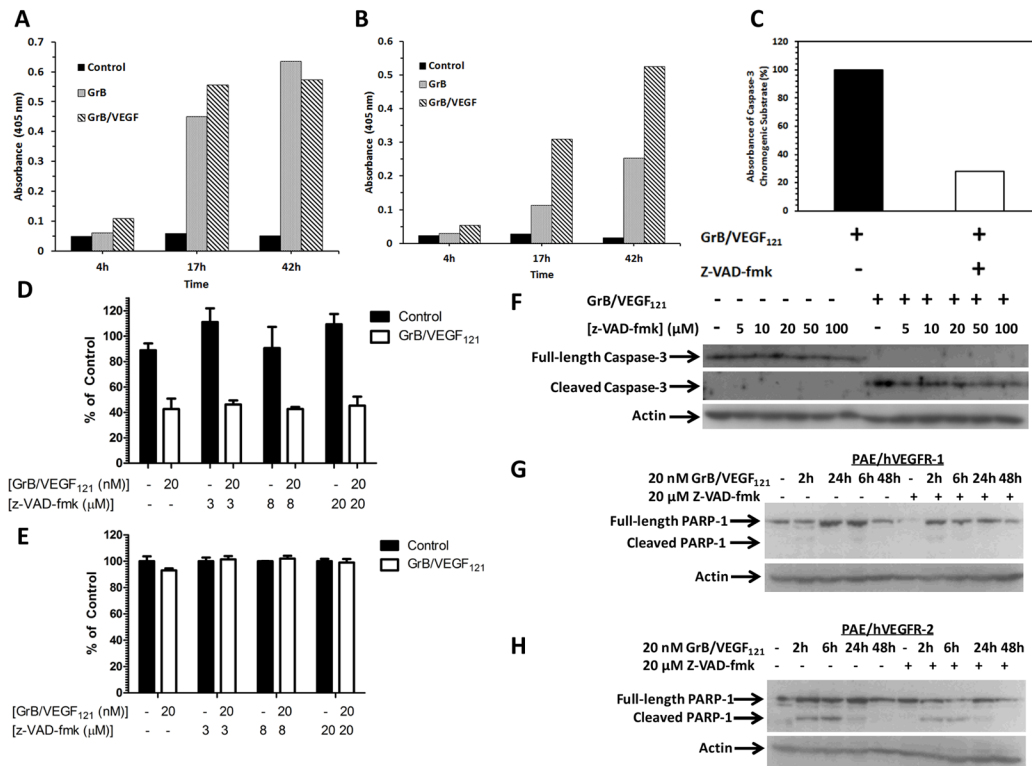 A
0.7
0.6
0.5
0.4
0.3
0.2
0.1
0
Absorbance (405 nm)
Control
GrB
GrB/VEGF
4h
17h
42h
Time
B
0.6
0.5
0.4
0.3
0.2
0.1
0
Absorbance (405 nm)
Control
GrB
GrB/VEGF
4h
17h
42h
Time
C
120
100
80
60
40
20
0
Absorbance of Caspase-3
Chromogenic Substrate (%)
GrB/VEGF121 + +
Z-VAD-fmk - +
D
120
100
80
60
40
20
0
% of Control
Control
GrB/VEGF121
[GrB/VEGF121 (nM)] - 20 - 20 - 20 - 20
[z-VAD-fmk (μM)] - - 3 3 8 8 20 20
E
120
100
80
60
40
20
0
% of Control
Control
GrB/VEGF121
[GrB/VEGF121 (nM)] - 20 - 20 - 20 - 20
[z-VAD-fmk (μM)] - - 3 3 8 8 20 20
F
GrB/VEGF121 - - - - - - + + + + + +
[z-VAD-fmk] (μM) - 5 10 20 50 100 - 5 10 20 50 100
Full-length Caspase-3
Cleaved Caspase-3
Actin
G
PAE/hVEGFR-1
20 nM GrB/VEGF121 - 2h 24h 6h 48h - 2h 6h 24h 48h
20 μM Z-VAD-fmk - - - - - + + + + +
Full-length PARP-1
Cleaved PARP-1
Actin
H
PAE/hVEGFR-2
20 nM GrB/VEGF121 - 2h 6h 24h 48h - 2h 6h 24h 48h
20 μM Z-VAD-fmk - - - - - + + + + +
Full-length PARP-1
Cleaved PARP-1
Actin